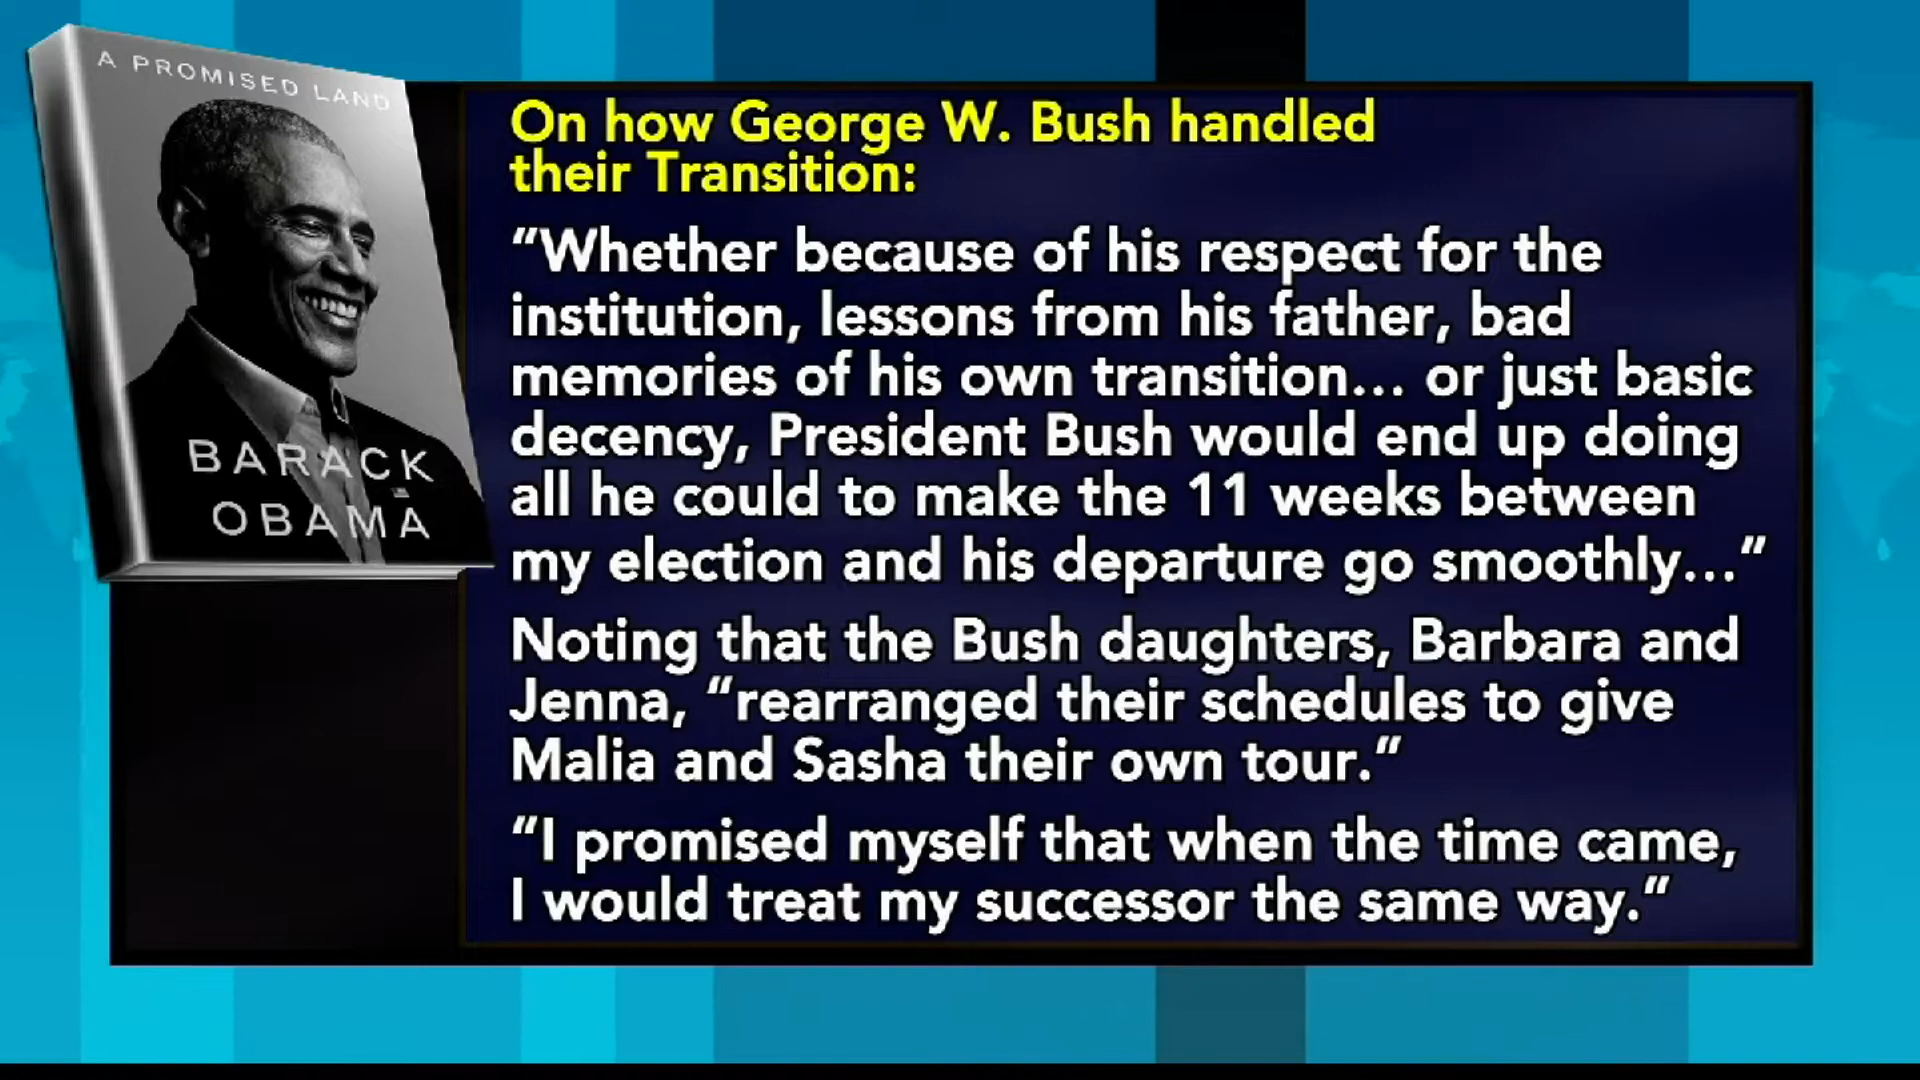 A PROMISED LAND
BARACK
OBAMA
On how George W. Bush handled
their Transition:
“Whether because of his respect for the
institution, lessons from his father, bad
memories of his own transition... or just basic
decency, President Bush would end up doing
all he could to make the 11 weeks between
my election and his departure go smoothly...”
Noting that the Bush daughters, Barbara and
Jenna, “rearranged their schedules to give
Malia and Sasha their own tour.”
“I promised myself that when the time came,
I would treat my successor the same way.”